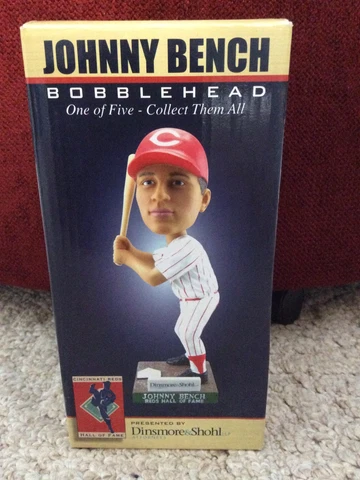 JOHNNY BENCH
BOBBLEHEAD
One of Five - Collect Them All
C
Dinsmore&Shohl
JOHNNY BENCH
REDS HALL OF FAME
CINCINNATI REDS
HALL OF FAME
PRESENTED BY
Dinsmore&Shohl LLP
ATTORNEYS